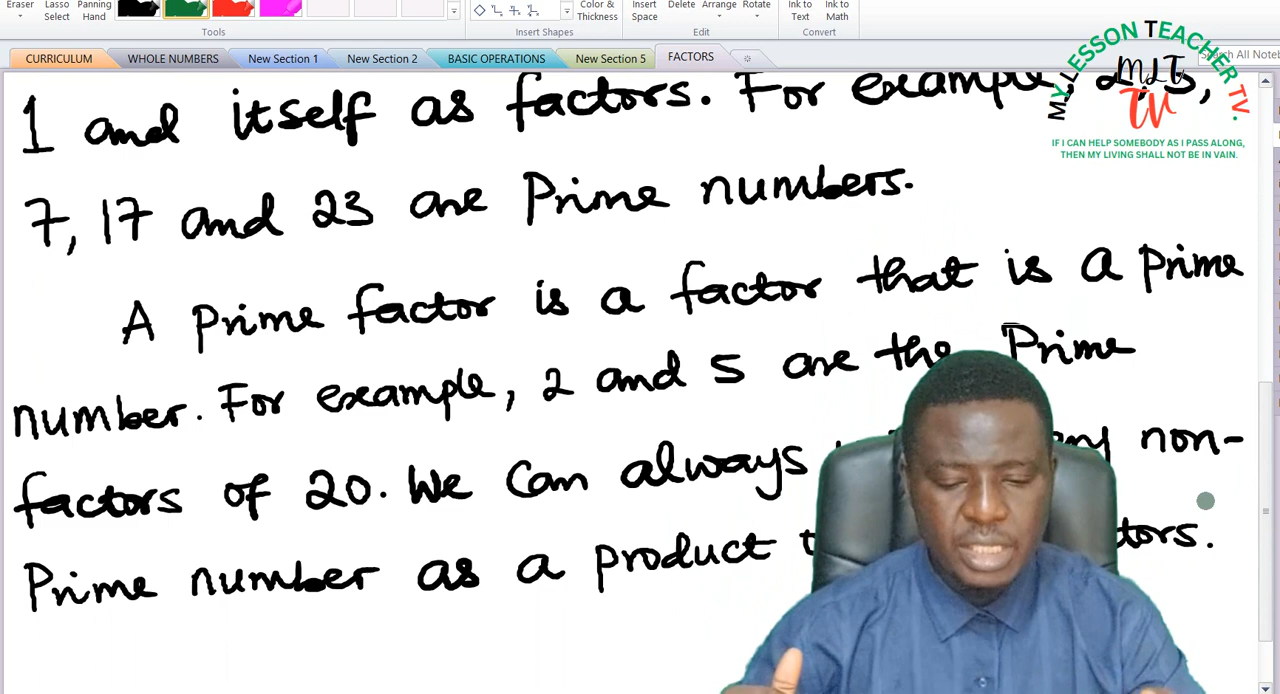 Eraser
Lasso Select
Panning Hand
Color & Thickness
Insert Space
Delete
Arrange
Rotate
Ink to Text
Ink to Math
Tools
Insert Shapes
Edit
Convert
CURRICULUM
WHOLE NUMBERS
New Section 1
New Section 2
BASIC OPERATIONS
New Section 5
FACTORS
Search All Noteb
MY LESSON TEACHER TV.
MLT
TV
IF I CAN HELP SOMEBODY AS I PASS ALONG,
THEN MY LIVING SHALL NOT BE IN VAIN.
1 and itself as factors. For example,
7, 17 and 23 are Prime numbers.
A prime factor is a factor that is a prime
number. For example, 2 and 5 are the Prime
factors of 20. We can always non-
Prime number as a product